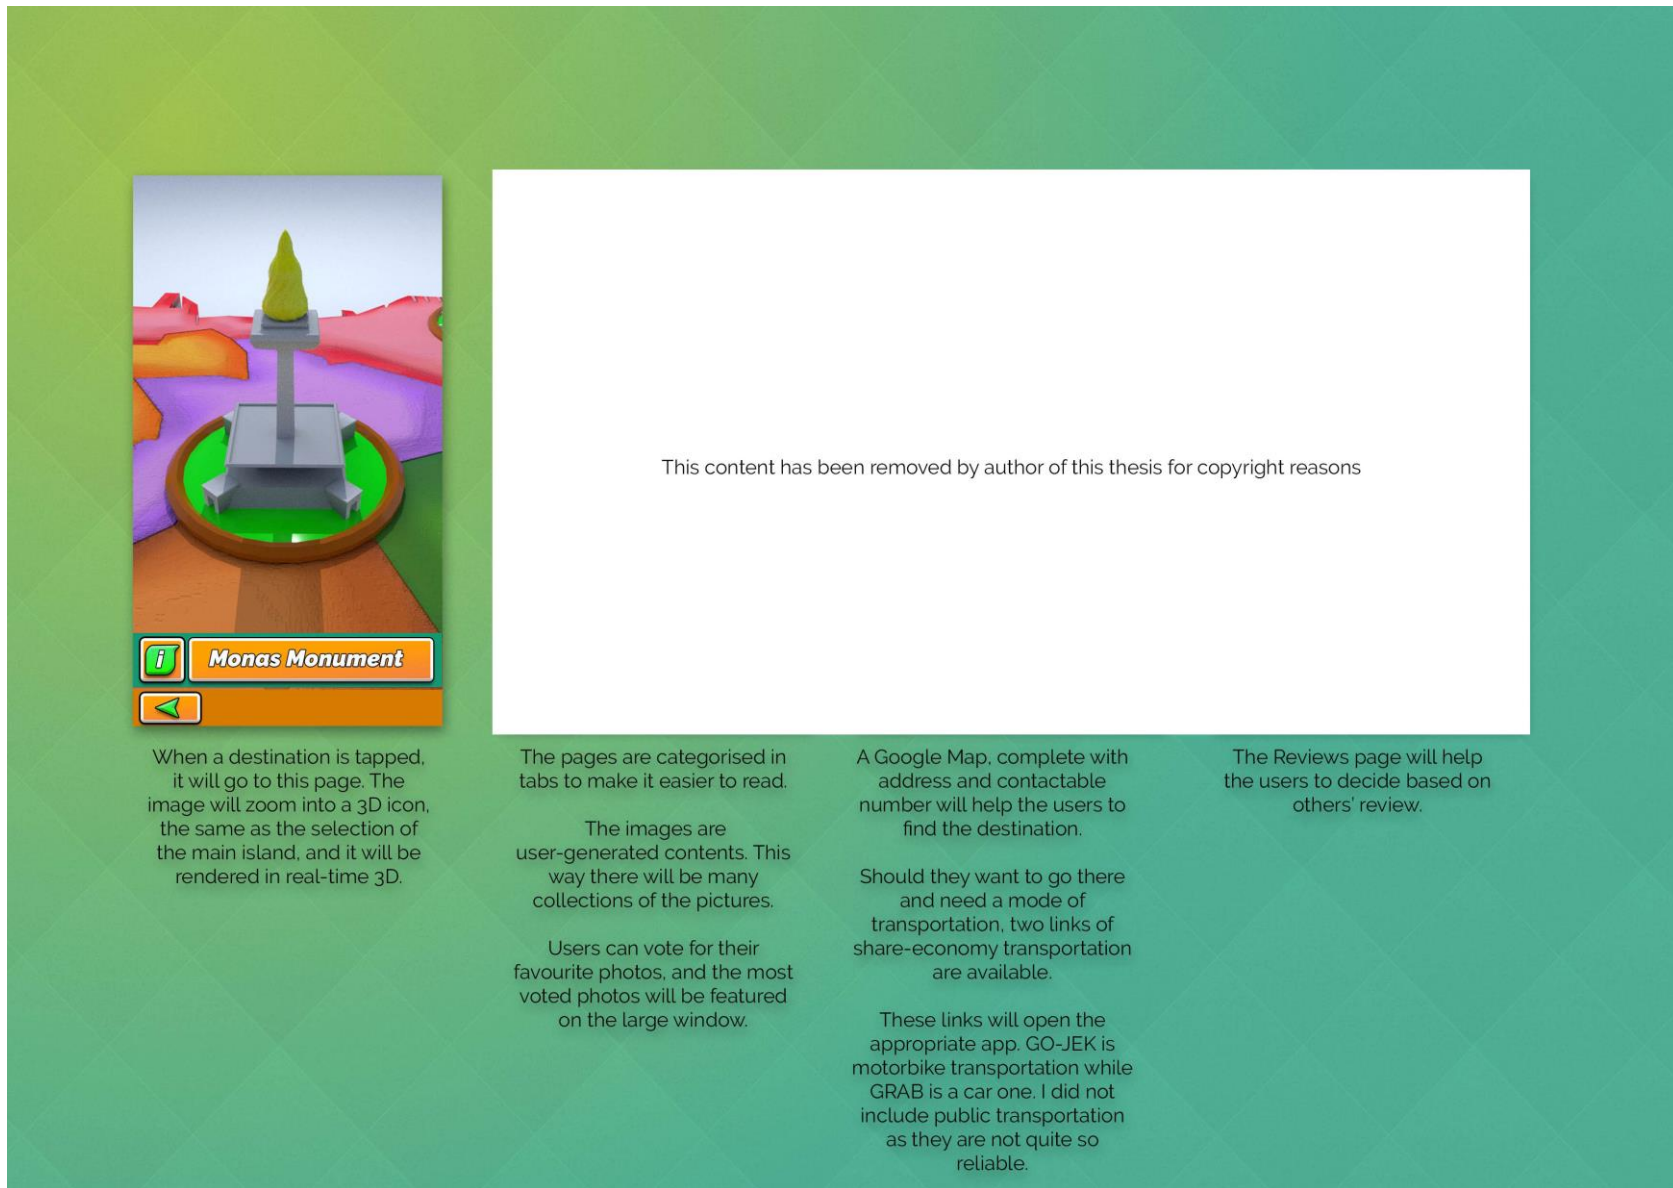 This content has been removed by author of this thesis for copyright reasons
i
Monas Monument
When a destination is tapped,
it will go to this page. The
image will zoom into a 3D icon,
the same as the selection of
the main island, and it will be
rendered in real-time 3D.
The pages are categorised in
tabs to make it easier to read.
The images are
user-generated contents. This
way there will be many
collections of the pictures.
Users can vote for their
favourite photos, and the most
voted photos will be featured
on the large window.
A Google Map, complete with
address and contactable
number will help the users to
find the destination.
Should they want to go there
and need a mode of
transportation, two links of
share-economy transportation
are available.
These links will open the
appropriate app. GO-JEK is
motorbike transportation while
GRAB is a car one. I did not
include public transportation
as they are not quite so
reliable.
The Reviews page will help
the users to decide based on
others' review.